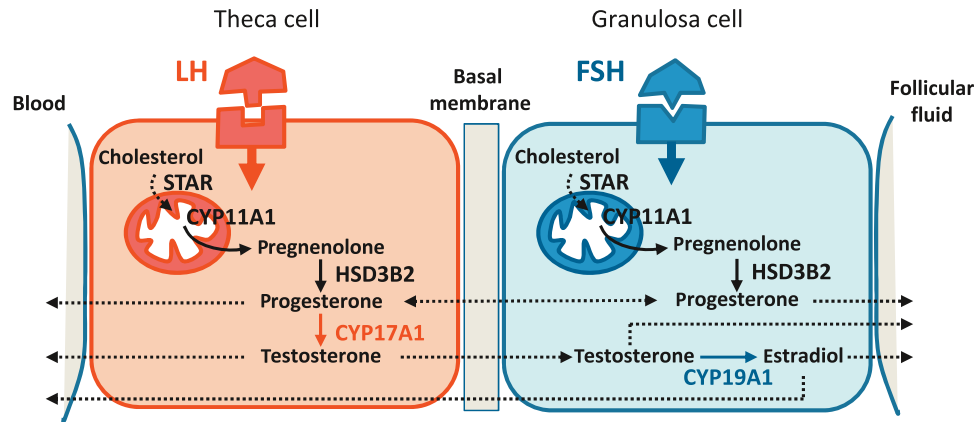 Theca cell
Granulosa cell
LH
FSH
Blood
Basal
membrane
Follicular
fluid
Cholesterol
STAR
CYP11A1
Pregnenolone
HSD3B2
Progesterone
CYP17A1
Testosterone
Cholesterol
STAR
CYP11A1
Pregnenolone
HSD3B2
Progesterone
Testosterone
Estradiol
CYP19A1